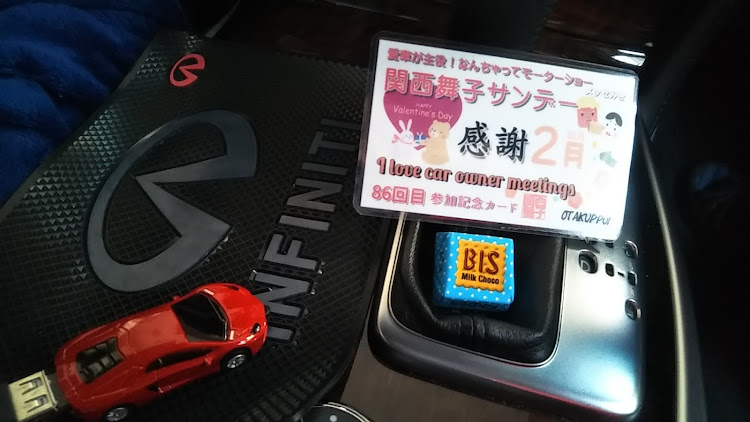 愛車が主役！なんちゃってモーターショー
関西舞子サンデー
HAPPY
Valentine's Day
感謝 2月
I love car owner meetings
86回目 参加記念カード
OTAKUPPOI
BIS
Milk Choco
INFINITI